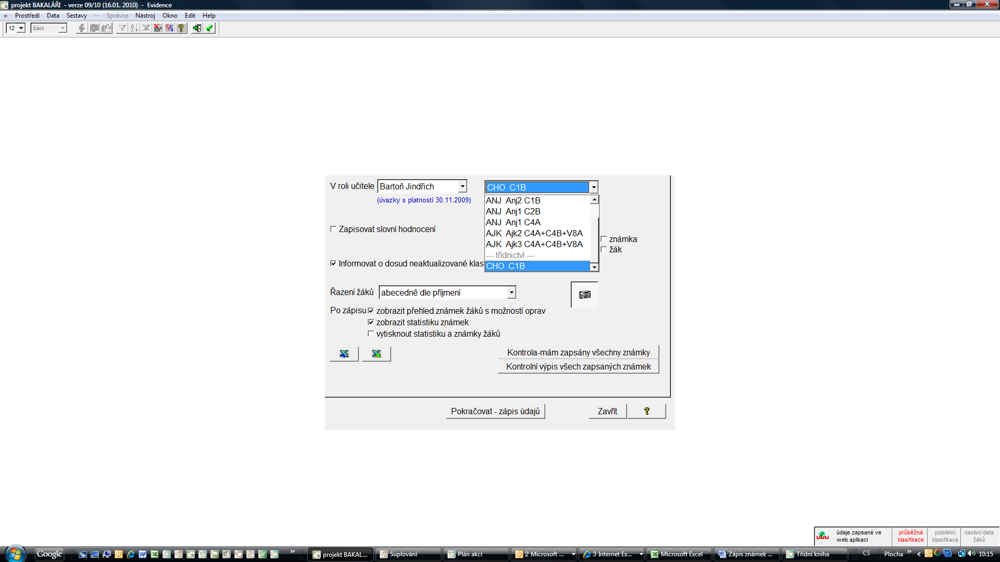 projekt BAKALÁŘI - verze 09/10 (16.01. 2010) - Evidence
= Prostředí Data Sestavy -- Správce Nástroj Okno Edit Help
12 žáci
V roli učitele Bartoň Jindřich CHO C1B
(úvazky s platností 30.11.2009)
ANJ Anj2 C1B
ANJ Anj1 C2B
ANJ Anj1 C4A
AJK Ajk2 C4A+C4B+V8A
AJK Ajk3 C4A+C4B+V8A
--- třídnictví ---
CHO C1B
Zapisovat slovní hodnocení
známka
žák
Informovat o dosud neaktualizované klas
Řazení žáků abecedně dle příjmení
Po zápisu zobrazit přehled známek žáků s možností oprav
zobrazit statistiku známek
vytisknout statistiku a známky žáků
Kontrola-mám zapsány všechny známky
Kontrolní výpis všech zapsaných známek
Pokračovat - zápis údajů Zavřít ?
údaje zapsané ve web aplikaci
průběžná klasifikace
pololetní klasifikace
osobní data žáků
Google » projekt BAKAL... Suplování Plán akcí 2 Microsoft ... 3 Internet Ex... Microsoft Excel Zápis známek ... Třídní kniha CS Plocha » 10:15